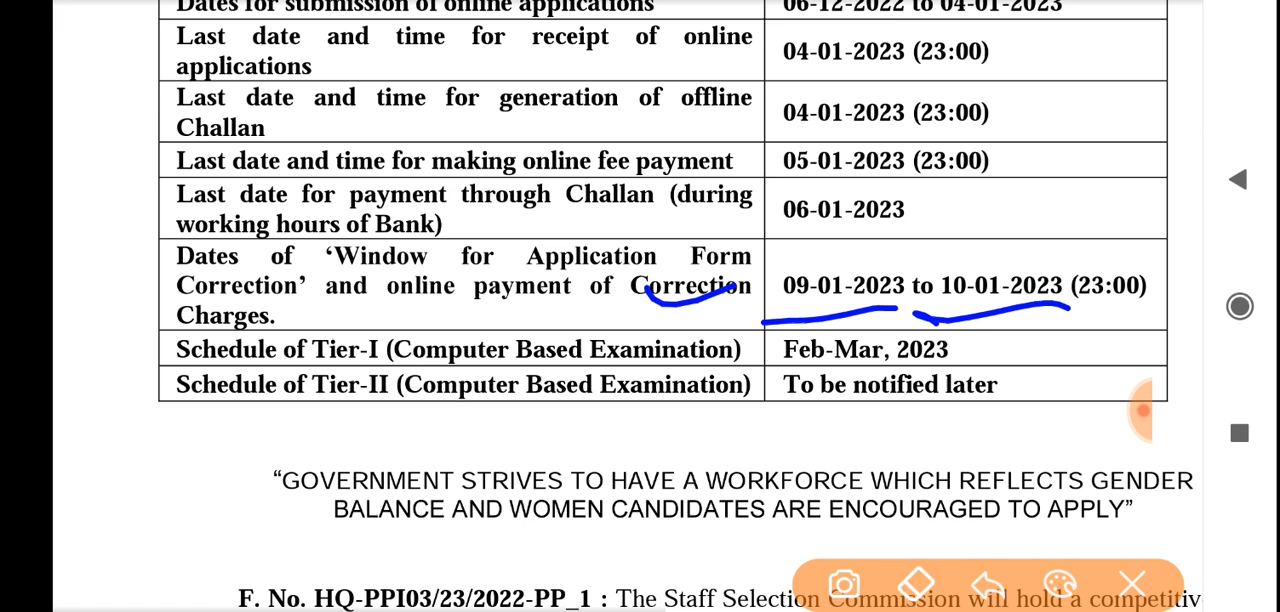 Dates for submission of online applications 06-12-2022 to 04-01-2023
Last date and time for receipt of online
applications
04-01-2023 (23:00)
Last date and time for generation of offline
Challan
04-01-2023 (23:00)
Last date and time for making online fee payment 05-01-2023 (23:00)
Last date for payment through Challan (during
working hours of Bank)
06-01-2023
Dates of ‘Window for Application Form
Correction’ and online payment of Correction
Charges.
09-01-2023 to 10-01-2023 (23:00)
Schedule of Tier-I (Computer Based Examination) Feb-Mar, 2023
Schedule of Tier-II (Computer Based Examination) To be notified later
“GOVERNMENT STRIVES TO HAVE A WORKFORCE WHICH REFLECTS GENDER
BALANCE AND WOMEN CANDIDATES ARE ENCOURAGED TO APPLY”
F. No. HQ-PPI03/23/2022-PP_1 : The Staff Selection Commission will hold a competitiv